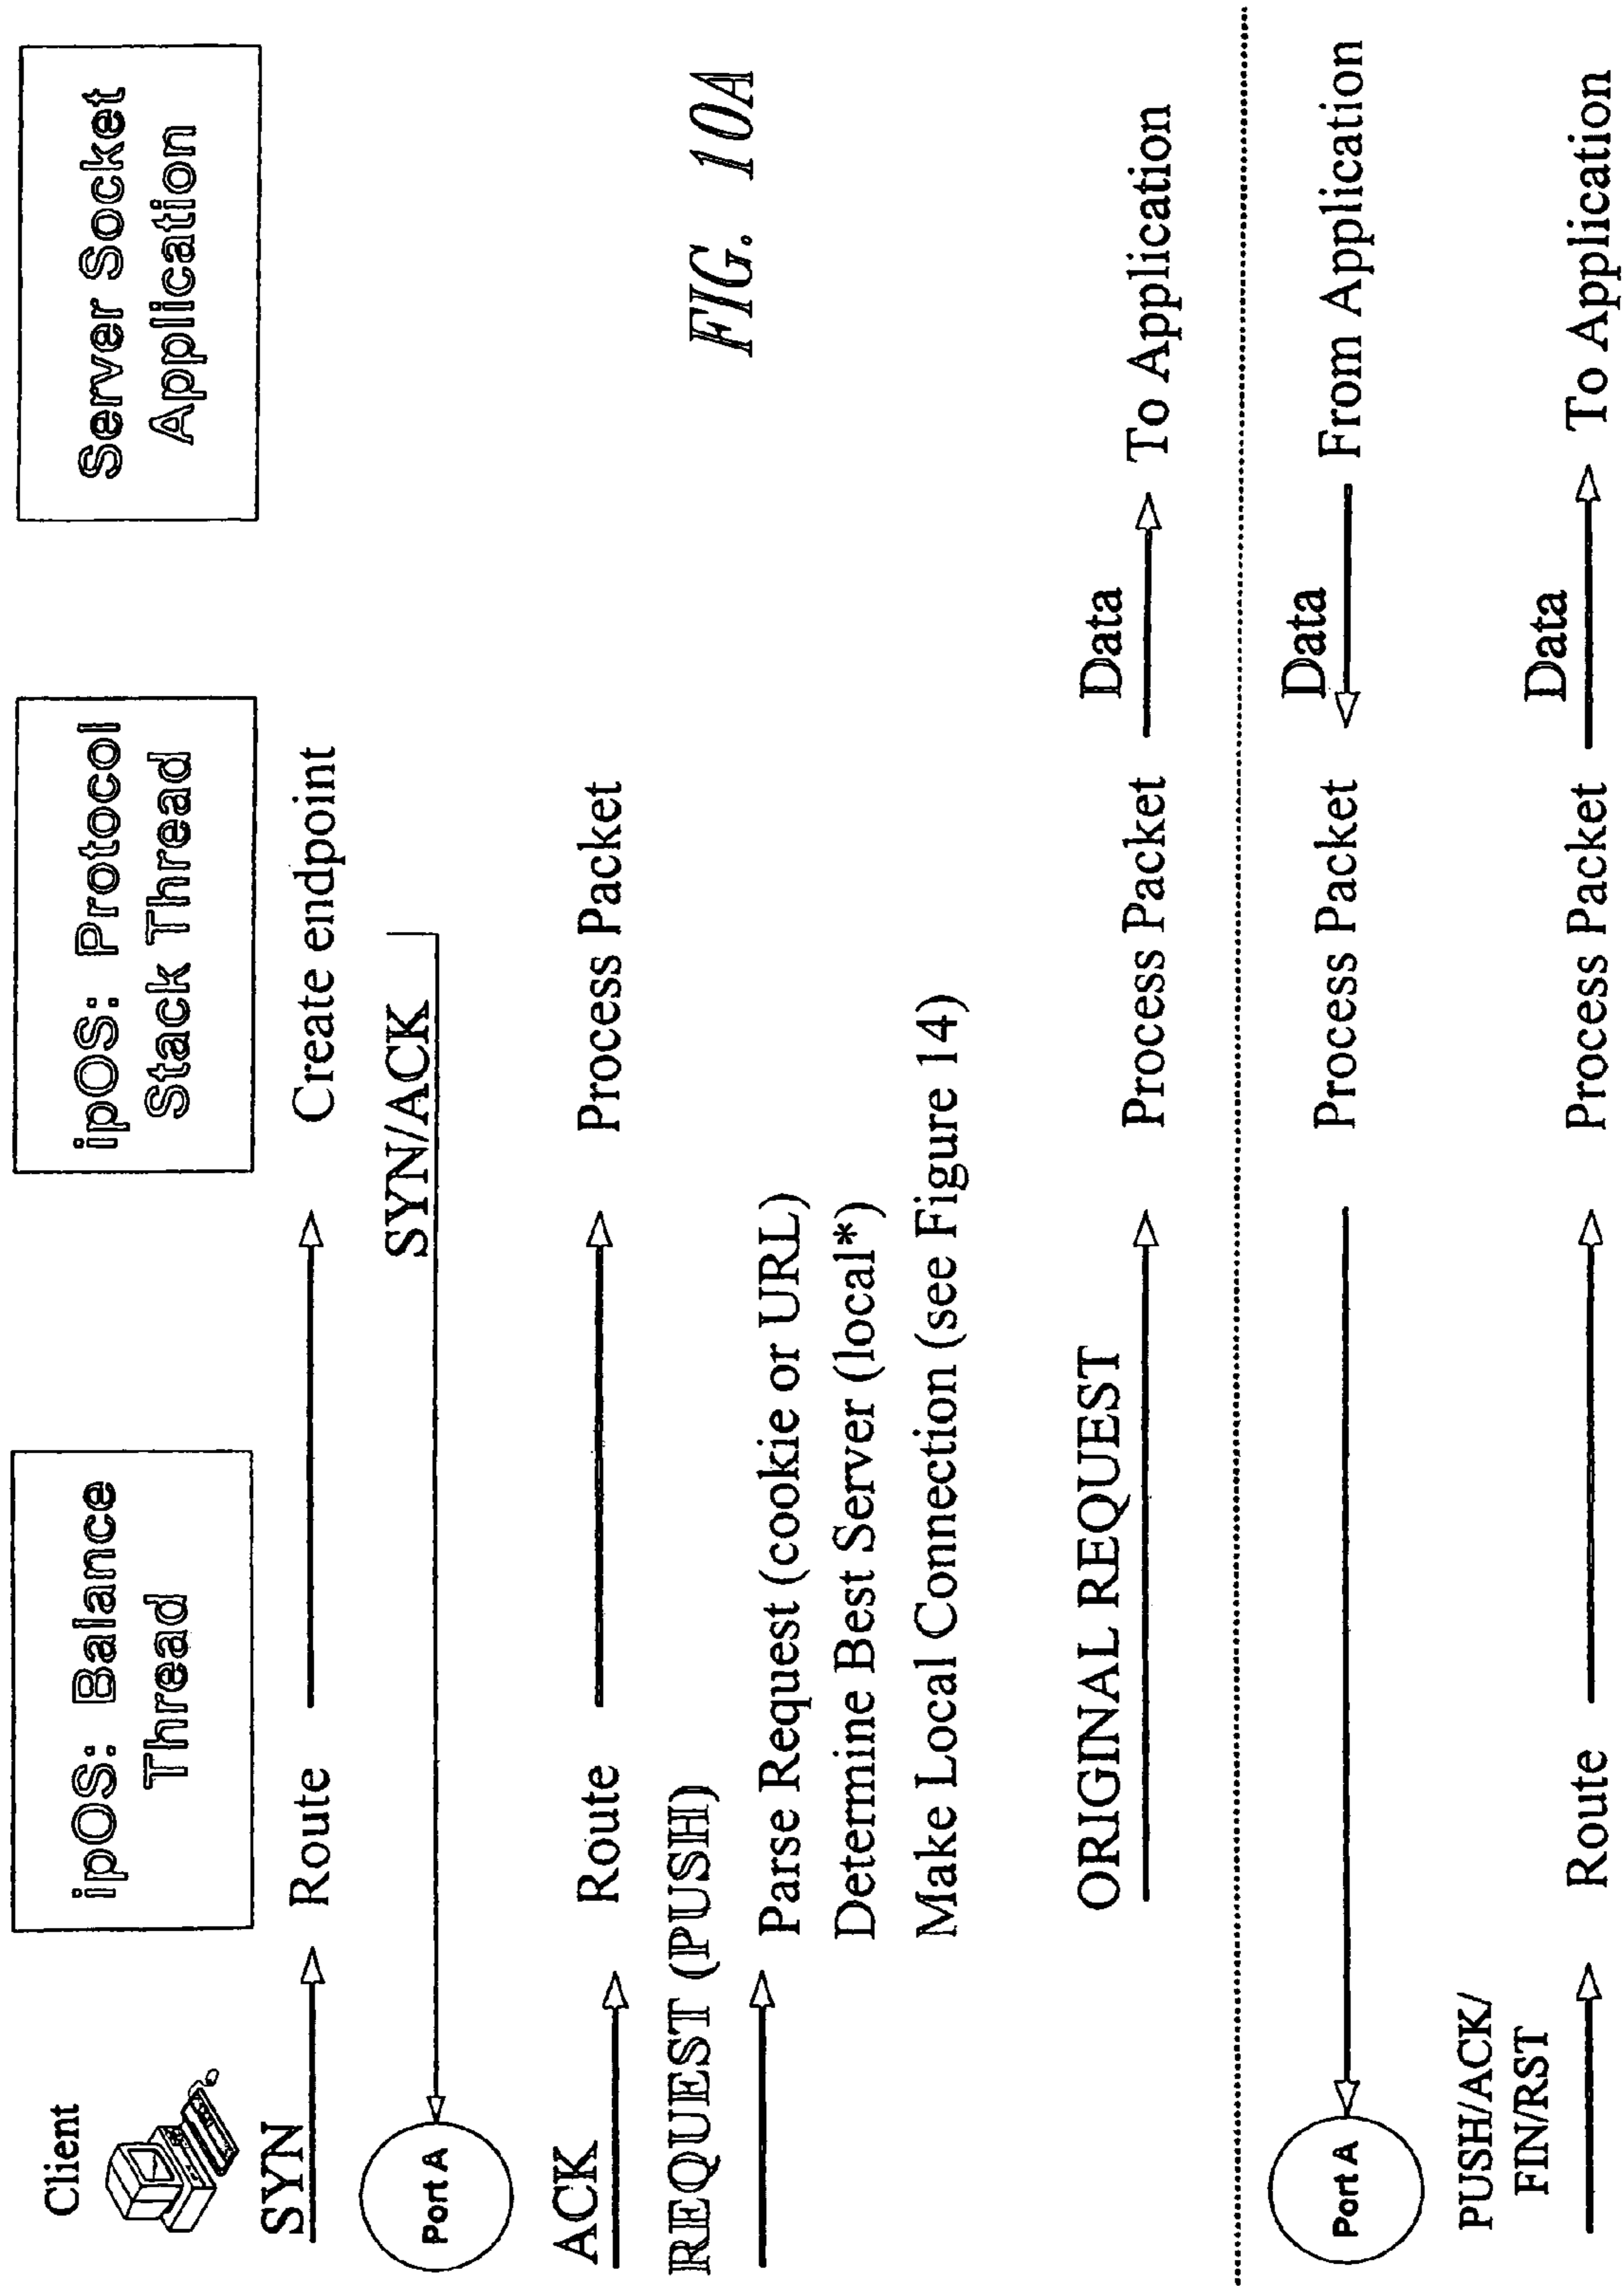 Client
ipOS: Balance
Thread
ipOS: Protocol
Stack Thread
Server Socket
Application
SYN
Route
Create endpoint
SYN/ACK
Port A
ACK
Route
Process Packet
REQUEST (PUSH)
Parse Request (cookie or URL)
Determine Best Server (local*)
Make Local Connection (see Figure 14)
FIG. 10A
ORIGINAL REQUEST
Process Packet
Data
To Application
Port A
Process Packet
Data
From Application
PUSH/ACK/
FIN/RST
Route
Process Packet
Data
To Application